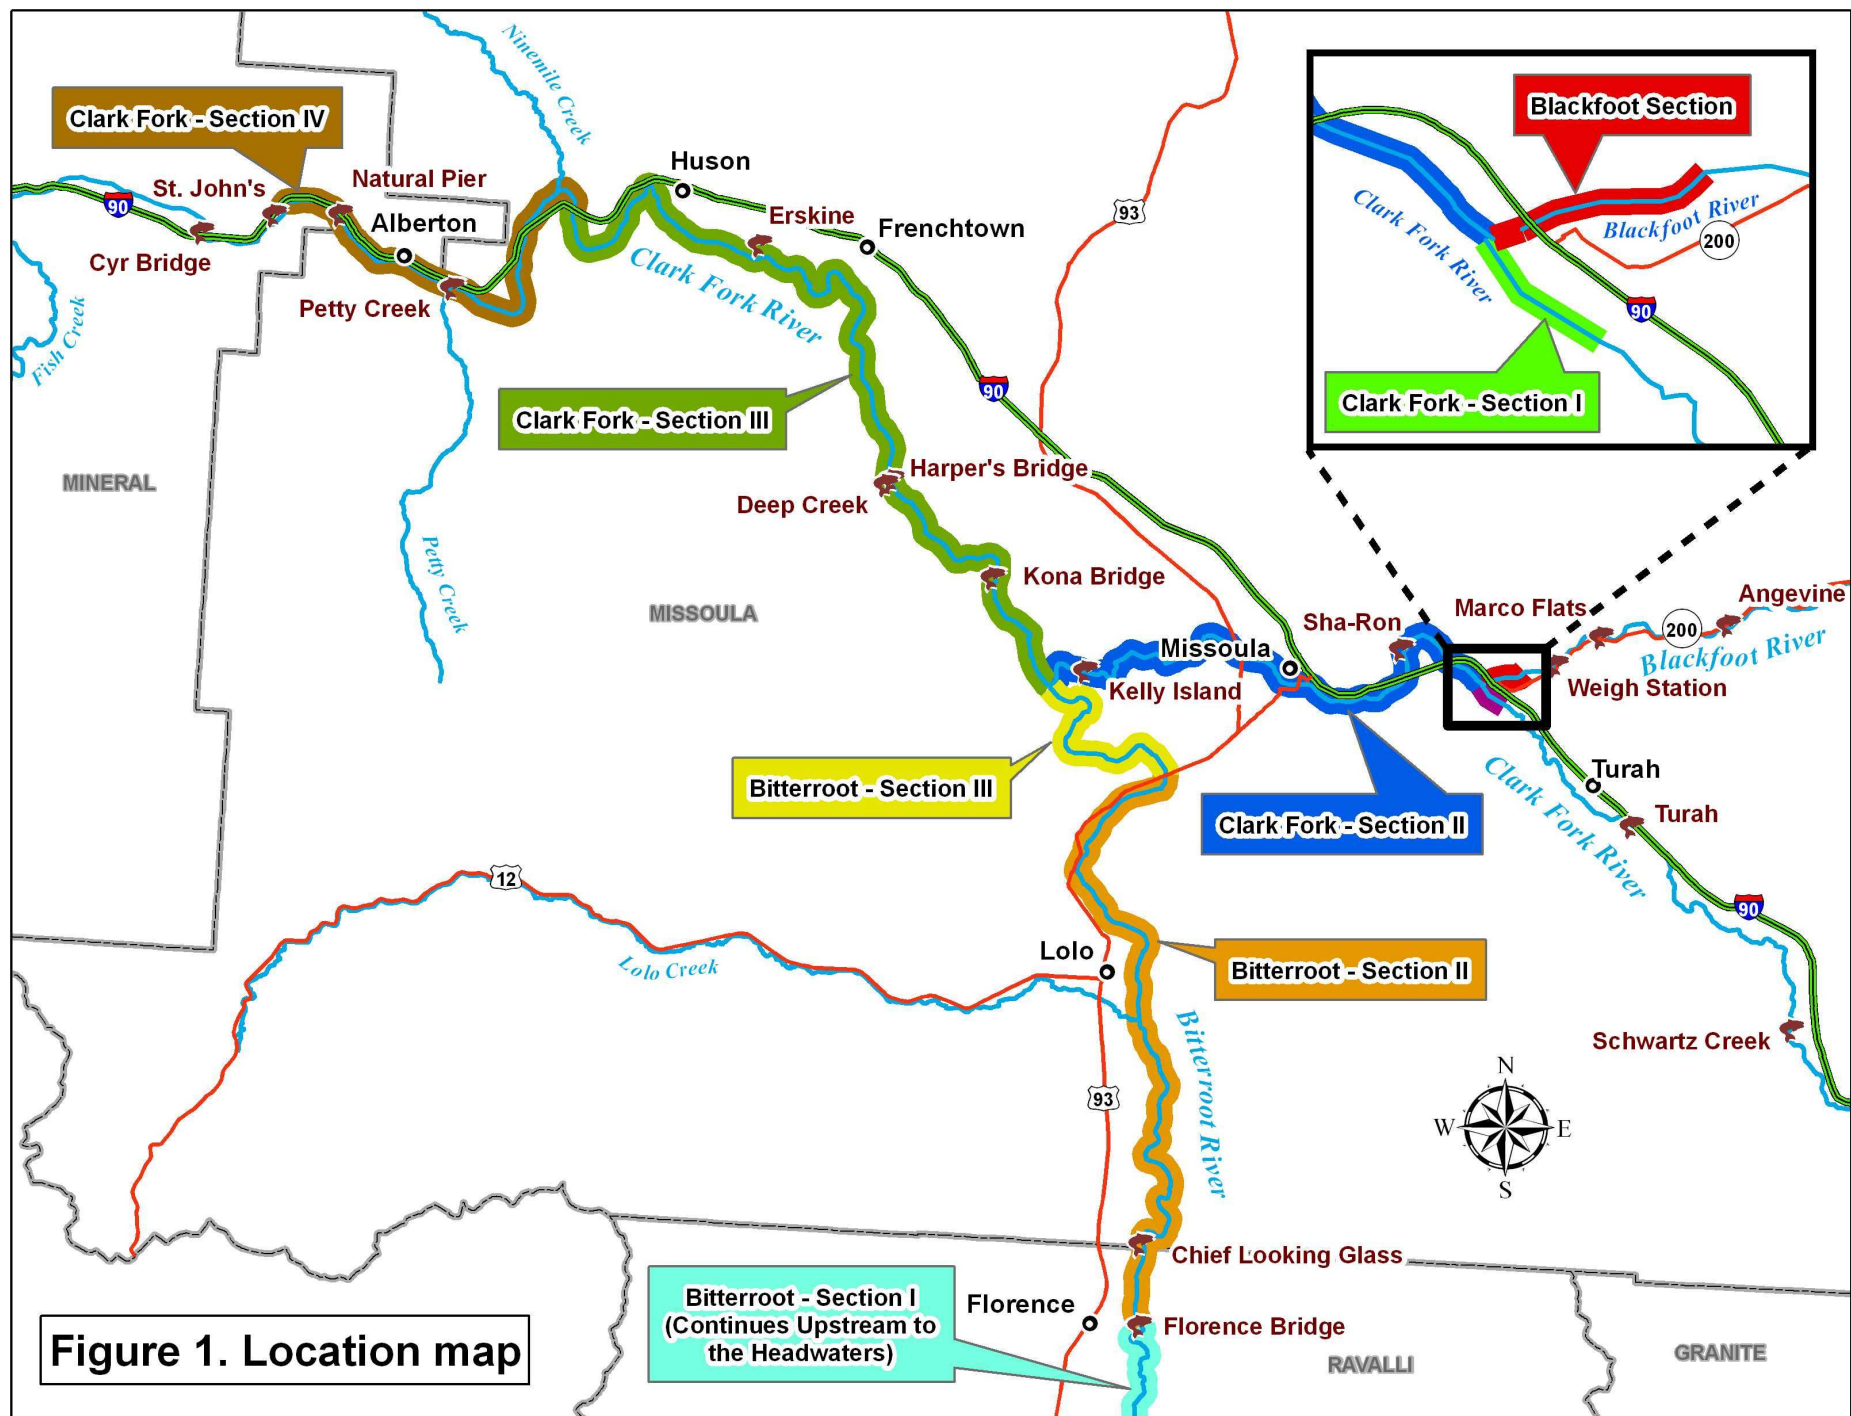 Ninemile Creek
Clark Fork - Section IV
Blackfoot Section
Huson
St. John's
Natural Pier
90
93
Erskine
Frenchtown
Alberton
Clark Fork River
Blackfoot River
200
Cyr Bridge
Petty Creek
Clark Fork River
90
Fish Creek
90
Clark Fork - Section III
Clark Fork - Section I
Harper's Bridge
MINERAL
Deep Creek
Petty Creek
Kona Bridge
MISSOULA
Angevine
Marco Flats
Sha-Ron
200
Missoula
Blackfoot River
Kelly Island
Weigh Station
Bitterroot - Section III
Turah
Clark Fork River
Turah
Clark Fork - Section II
12
90
Lolo
Lolo Creek
Bitterroot - Section II
Bitterroot River
Schwartz Creek
N
93
W
E
S
Chief Looking Glass
Bitterroot - Section I
(Continues Upstream to
the Headwaters)
Florence
Florence Bridge
Figure 1. Location map
RAVALLI
GRANITE